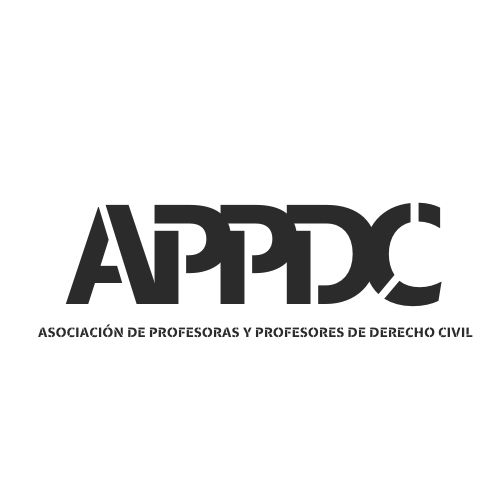 APPDC
ASOCIACIÓN DE PROFESORAS Y PROFESORES DE DERECHO CIVIL